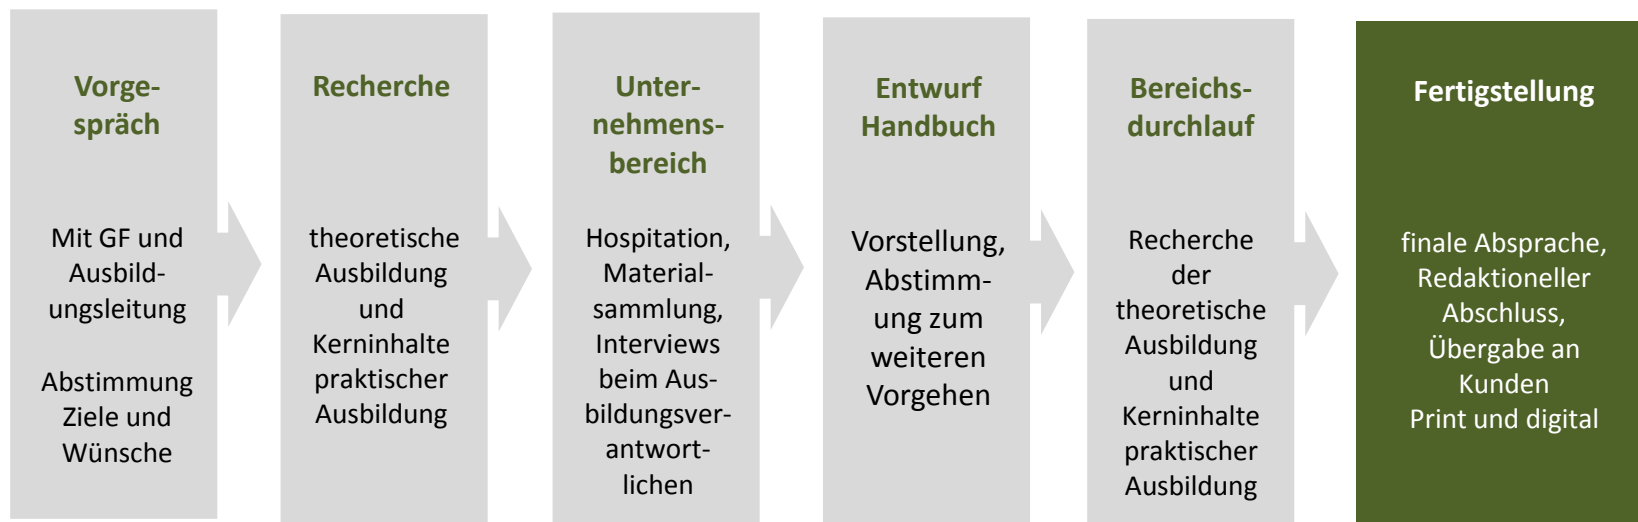 Vorge-
spräch
Mit GF und
Ausbild-
ungsleitung
Abstimmung
Ziele und
Wünsche
Recherche
theoretische
Ausbildung
und
Kerninhalte
praktischer
Ausbildung
Unter-
nehmens-
bereich
Hospitation,
Material-
sammlung,
Interviews
beim Aus-
bildungsver-
antwort-
lichen
Entwurf
Handbuch
Vorstellung,
Abstimm-
ung zum
weiteren
Vorgehen
Bereichs-
durchlauf
Recherche
der
theoretische
Ausbildung
und
Kerninhalte
praktischer
Ausbildung
Fertigstellung
finale Absprache,
Redaktioneller
Abschluss,
Übergabe an
Kunden
Print und digital